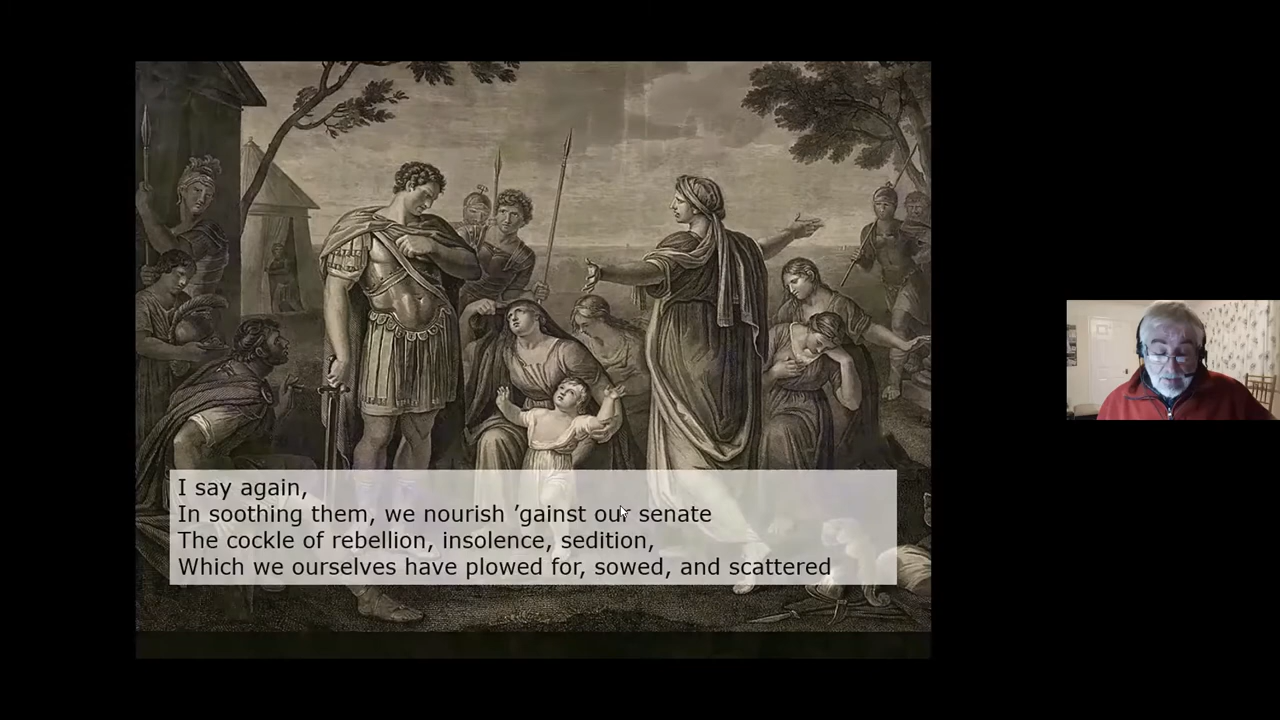 I say again,
In soothing them, we nourish ’gainst our senate
The cockle of rebellion, insolence, sedition,
Which we ourselves have plowed for, sowed, and scattered